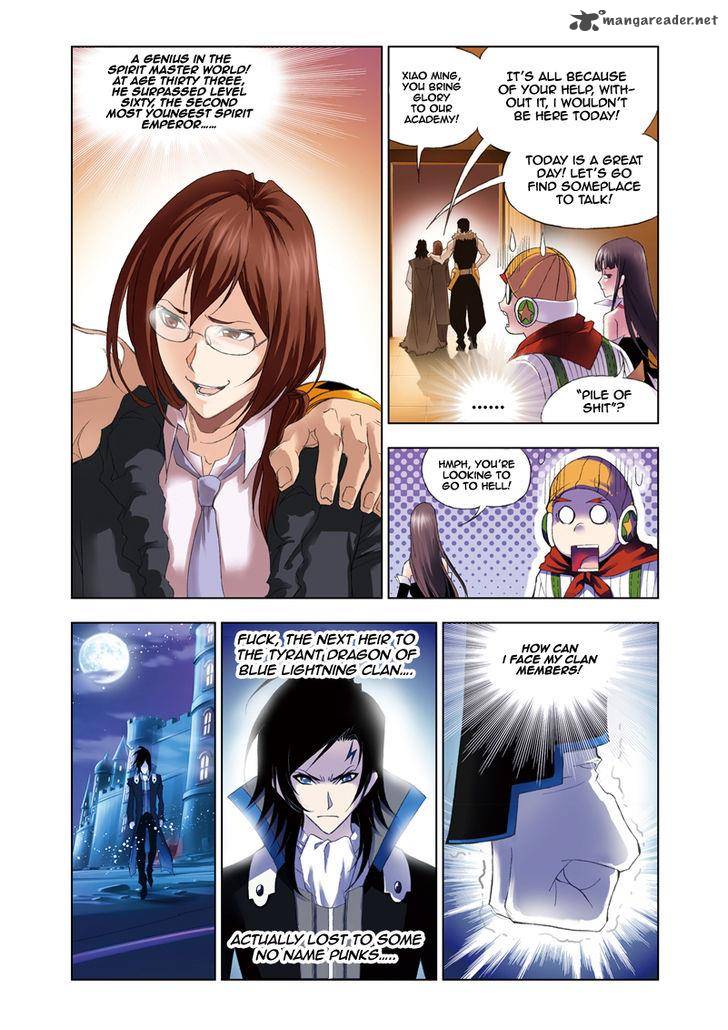 mangareader.net
A GENIUS IN THE
SPIRIT MASTER WORLD!
AT AGE THIRTY THREE,
HE SURPASSED LEVEL
SIXTY, THE SECOND
MOST YOUNGEST SPIRIT
EMPEROR......
XIAO MING,
YOU BRING
GLORY
TO OUR
ACADEMY!
IT'S ALL BECAUSE
OF YOUR HELP, WITH-
OUT IT, I WOULDN'T
BE HERE TODAY!
TODAY IS A GREAT
DAY! LET'S GO
FIND SOMEPLACE
TO TALK!
......
"PILE OF
SHIT"?
HMPH, YOU'RE
LOOKING TO
GO TO HELL!
FUCK, THE NEXT HEIR TO
THE TYRANT DRAGON OF
BLUE LIGHTNING CLAN....
ACTUALLY LOST TO SOME
NO NAME PUNKS.....
HOW CAN
I FACE MY CLAN
MEMBERS!